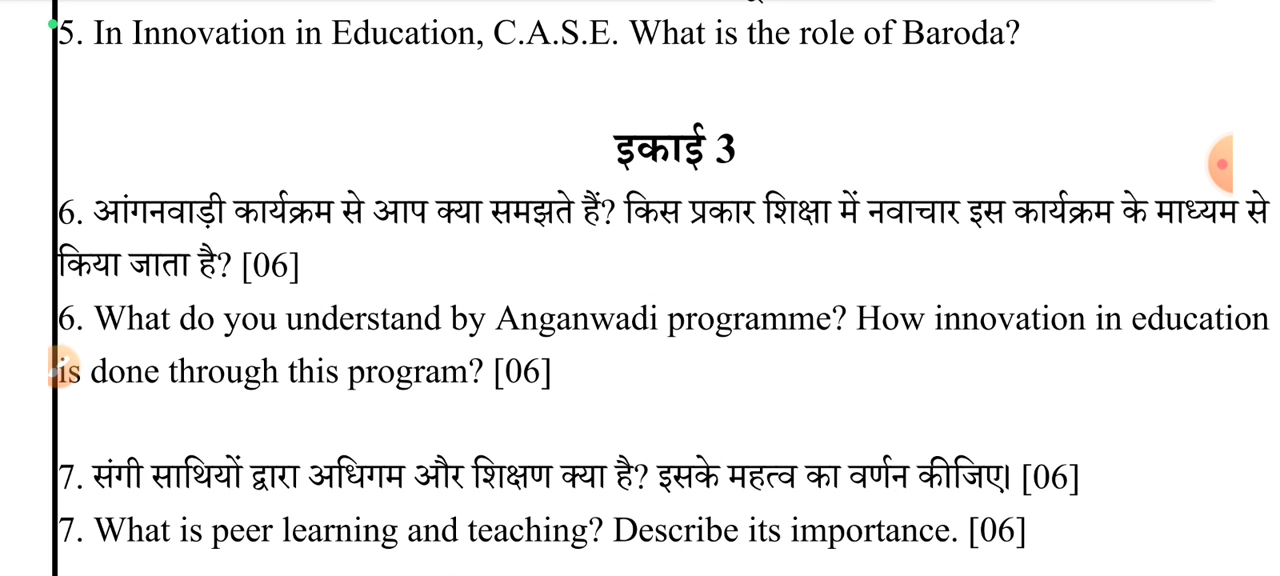 5. In Innovation in Education, C.A.S.E. What is the role of Baroda?
इकाई 3
6. आंगनवाड़ी कार्यक्रम से आप क्या समझते हैं? किस प्रकार शिक्षा में नवाचार इस कार्यक्रम के माध्यम से
किया जाता है? [06]
6. What do you understand by Anganwadi programme? How innovation in education
is done through this program? [06]
7. संगी साथियों द्वारा अधिगम और शिक्षण क्या है? इसके महत्व का वर्णन कीजिए। [06]
7. What is peer learning and teaching? Describe its importance. [06]